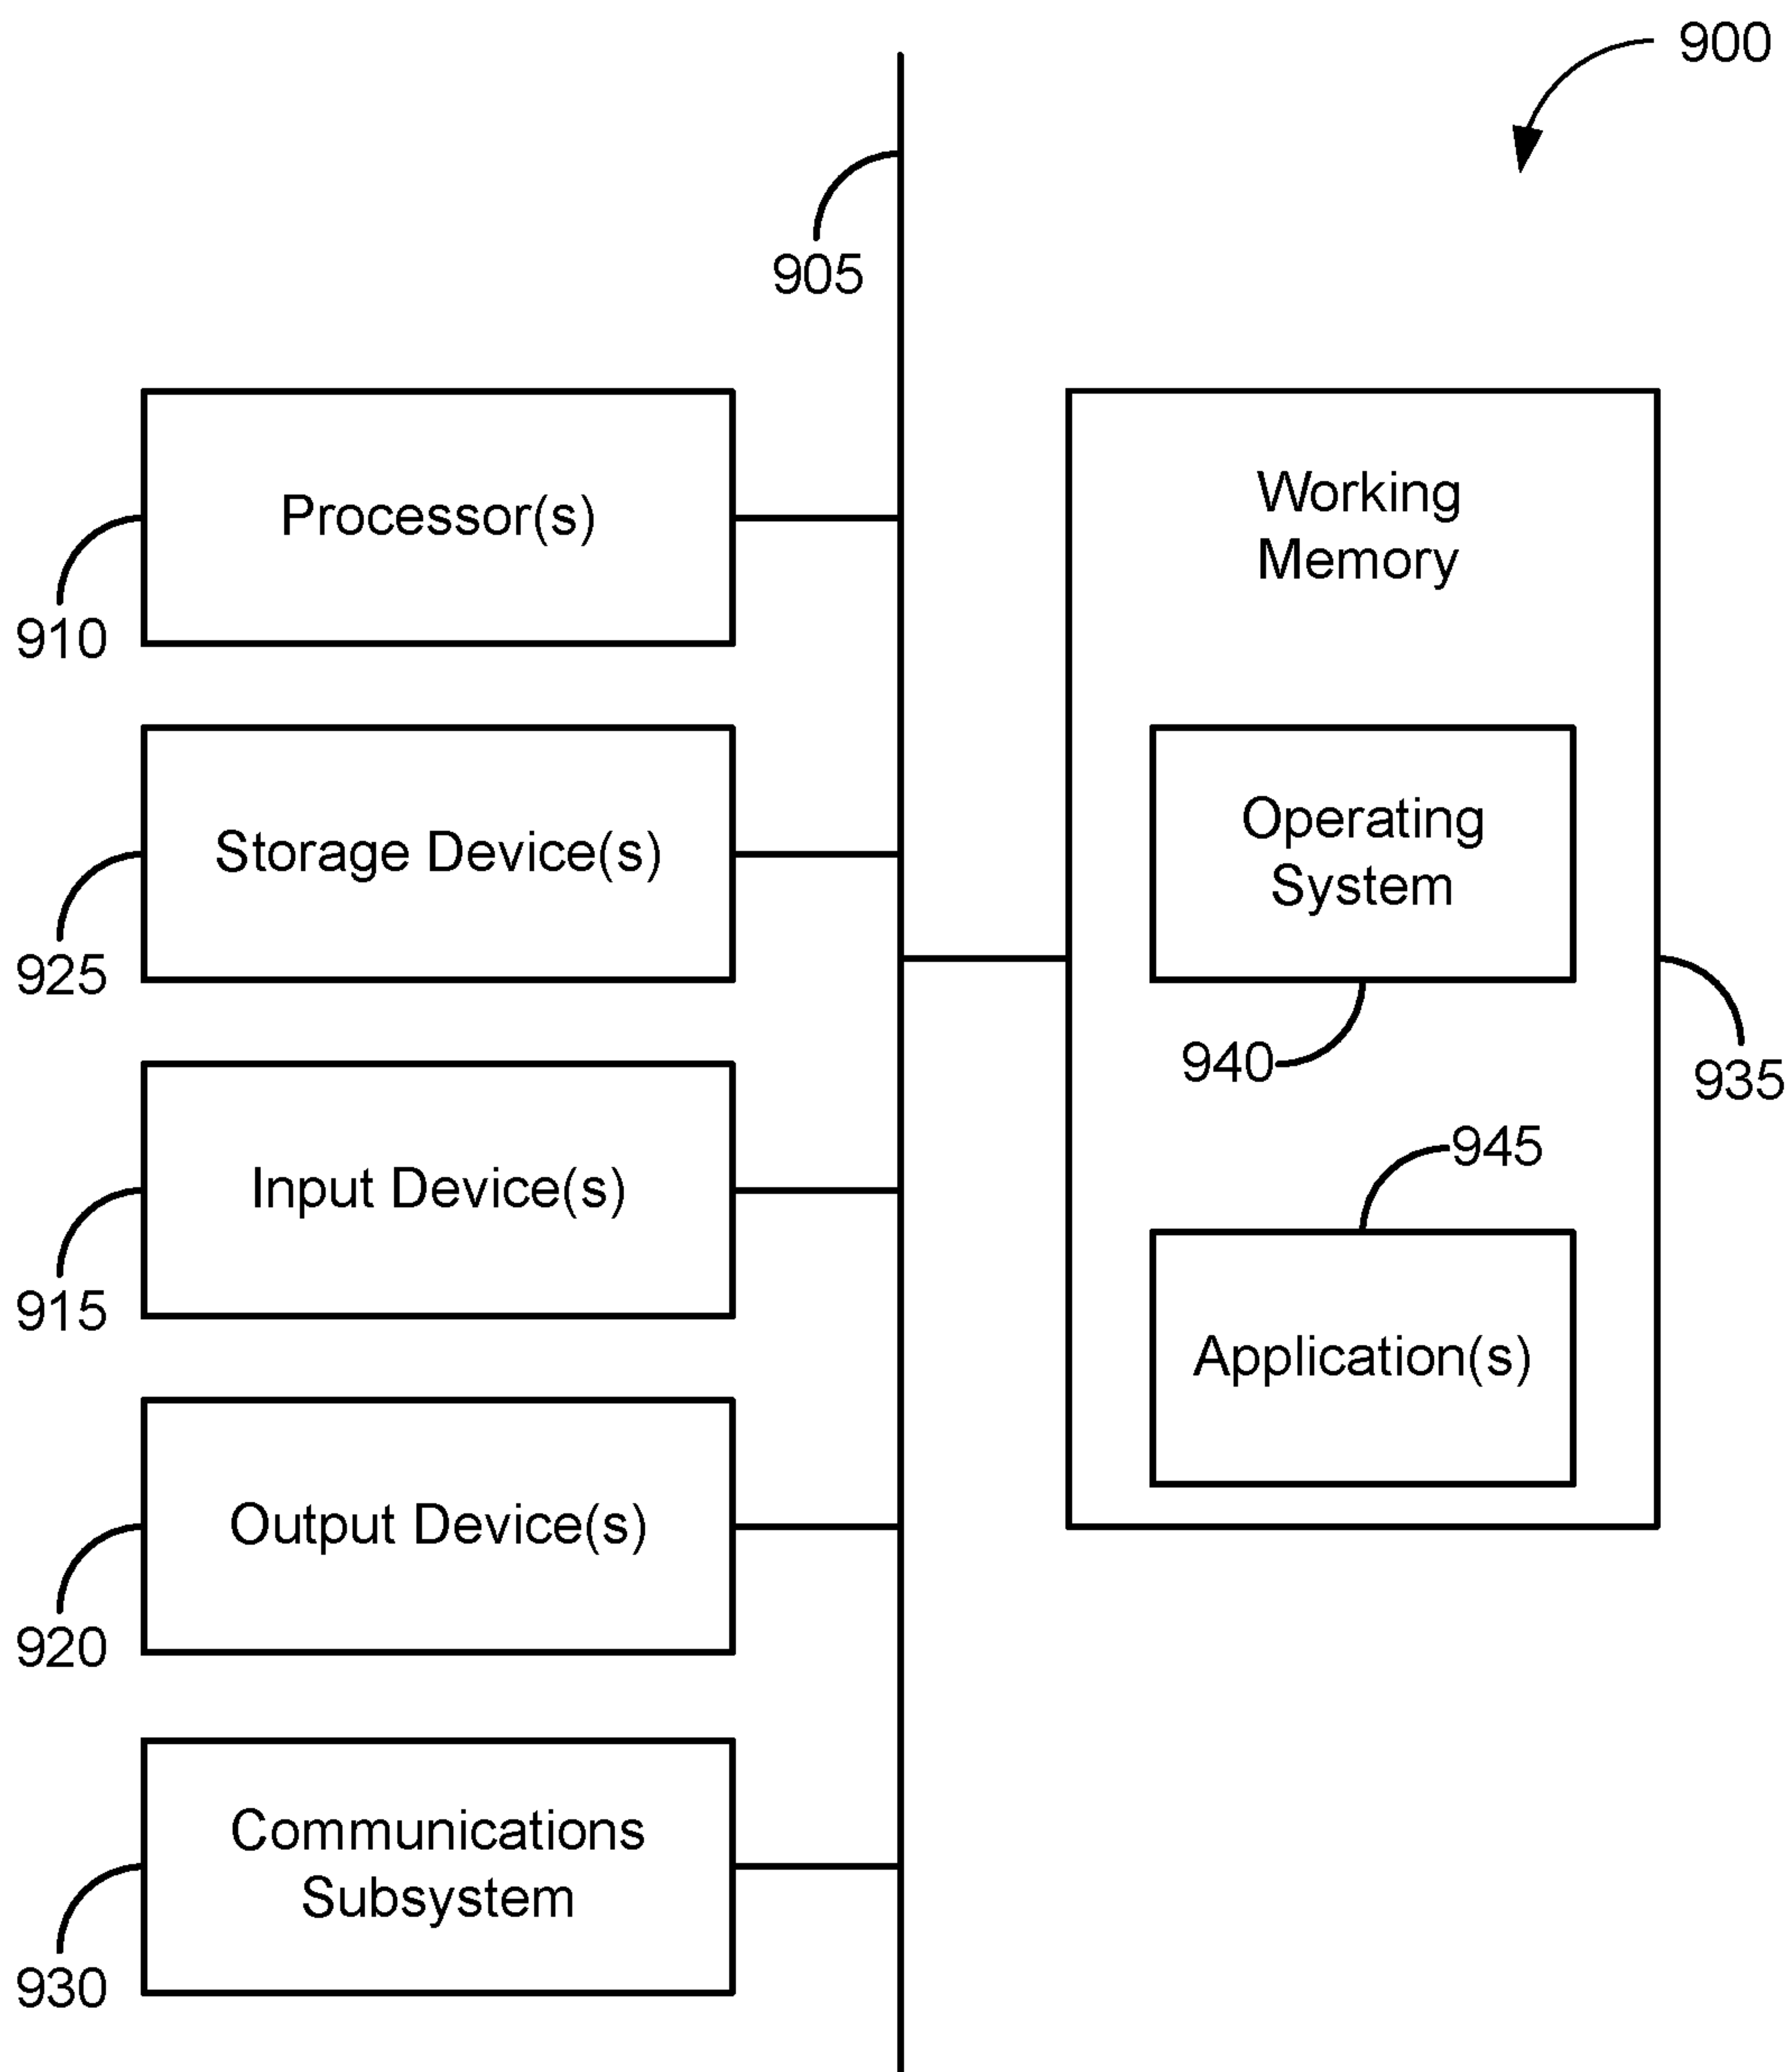 900
905
Processor(s)
910
Storage Device(s)
925
Input Device(s)
915
Output Device(s)
920
Communications
Subsystem
930
Working
Memory
Operating
System
940
935
945
Application(s)